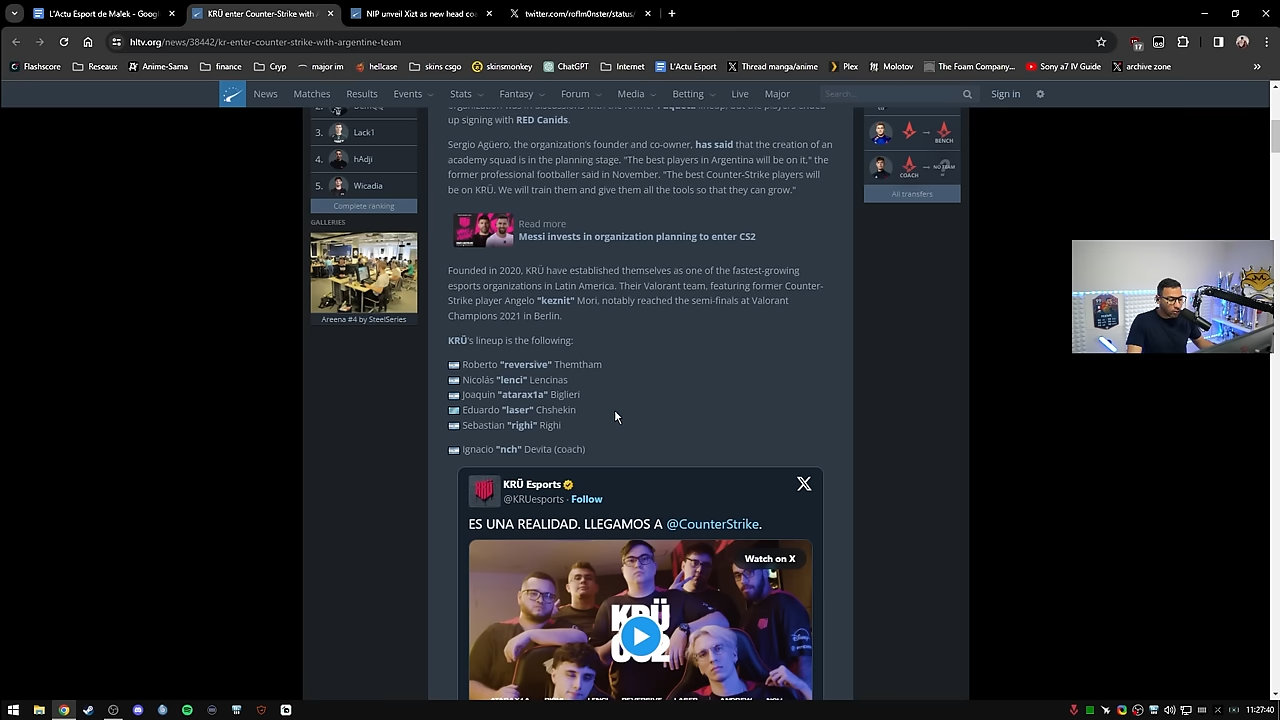 L'Actu Esport de Malek - Googl
KRÜ enter Counter-Strike with A
NIP unveil Xizt as new head co
twitter.com/roflm0nster/status/
hltv.org/news/38442/kr-enter-counter-strike-with-argentine-team
17
Flashscore
Reseaux
Anime-Sama
finance
Cryp
major im
hellcase
skins csgo
skinsmonkey
ChatGPT
Internet
L'Actu Esport
Thread manga/anime
Plex
Molotov
The Foam Company...
Sony a7 IV Guide
archive zone
News
Matches
Results
Events
Stats
Fantasy
Forum
Media
Betting
Live
Major
Search...
Sign in
3. Lack1
4. hAdji
5. Wicadia
Complete ranking
GALLERIES
Areena #4 by SteelSeries
up signing with RED Canids.
Sergio Agüero, the organization's founder and co-owner, has said that the creation of an
academy squad is in the planning stage. "The best players in Argentina will be on it," the
former professional footballer said in November. "The best Counter-Strike players will
be on KRÜ. We will train them and give them all the tools so that they can grow."
Read more
Messi invests in organization planning to enter CS2
Founded in 2020, KRÜ have established themselves as one of the fastest-growing
esports organizations in Latin America. Their Valorant team, featuring former Counter-
Strike player Angelo "keznit" Mori, notably reached the semi-finals at Valorant
Champions 2021 in Berlin.
KRÜ's lineup is the following:
Roberto "reversive" Themtham
Nicolás "lenci" Lencinas
Joaquin "atarax1a" Biglieri
Eduardo "laser" Chshekin
Sebastian "righi" Righi
Ignacio "nch" Devita (coach)
KRÜ Esports
@KRUesports · Follow
ES UNA REALIDAD. LLEGAMOS A @CounterStrike.
Watch on X
KRÜ
BENCH
COACH
NO TEAM
All transfers
11:27:40